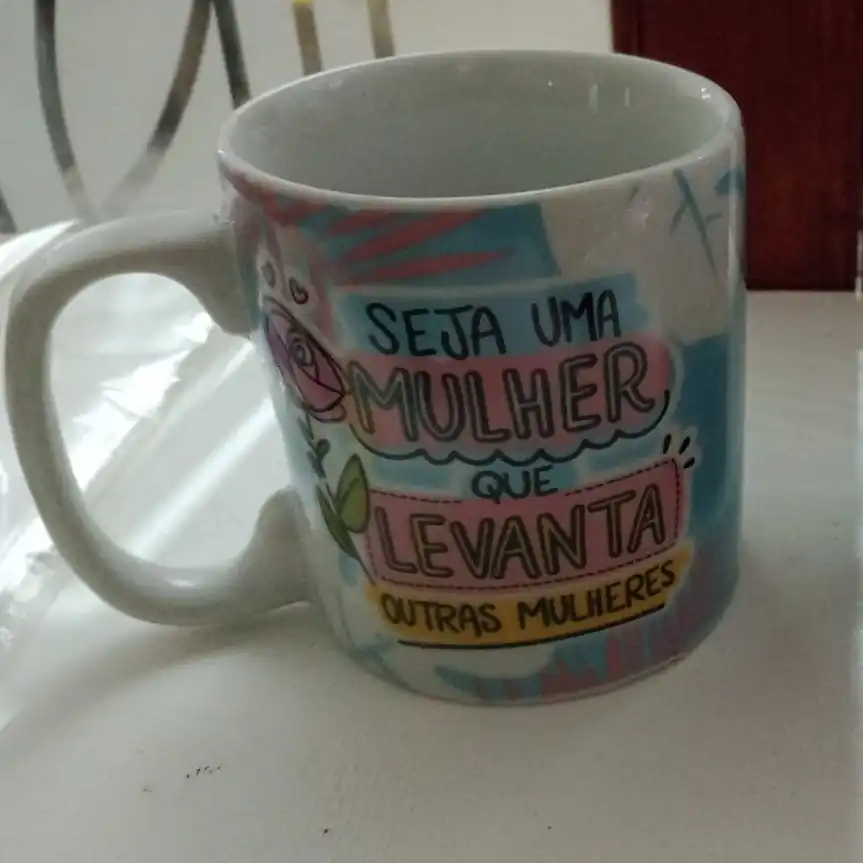 SEJA UMA
MULHER
QUE
LEVANTA
OUTRAS MULHERES